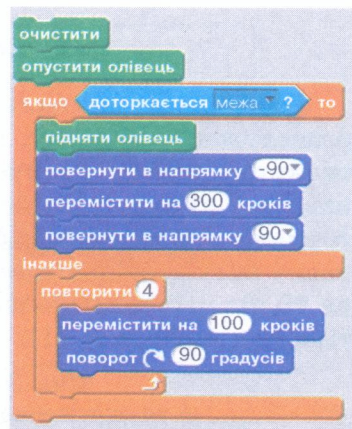 очистити
опустити олівець
якщо доторкається межа ? то
підняти олівець
повернути в напрямку -90
перемістити на 300 кроків
повернути в напрямку 90
інакше
повторити 4
перемістити на 100 кроків
поворот 90 градусів